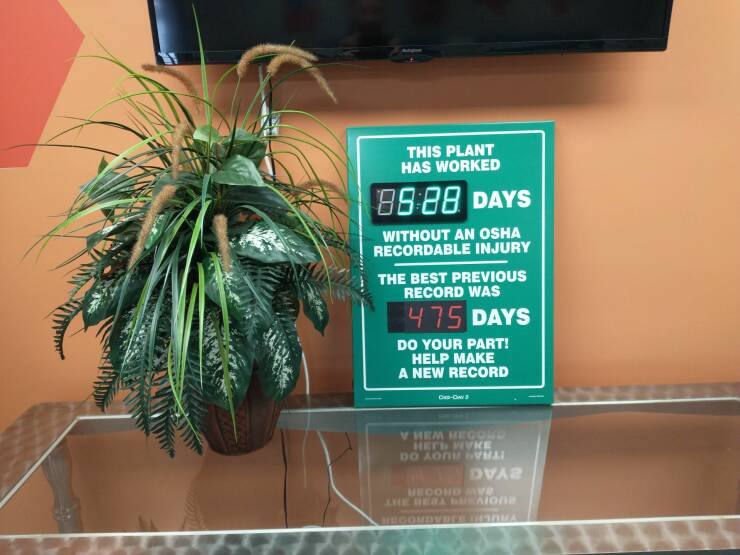 THIS PLANT
HAS WORKED
DAYS
WITHOUT AN OSHA
RECORDABLE INJURY
THE BEST PREVIOUS
RECORD WAS
475 DAYS
DO YOUR PART!
HELP MAKE
A NEW RECORD